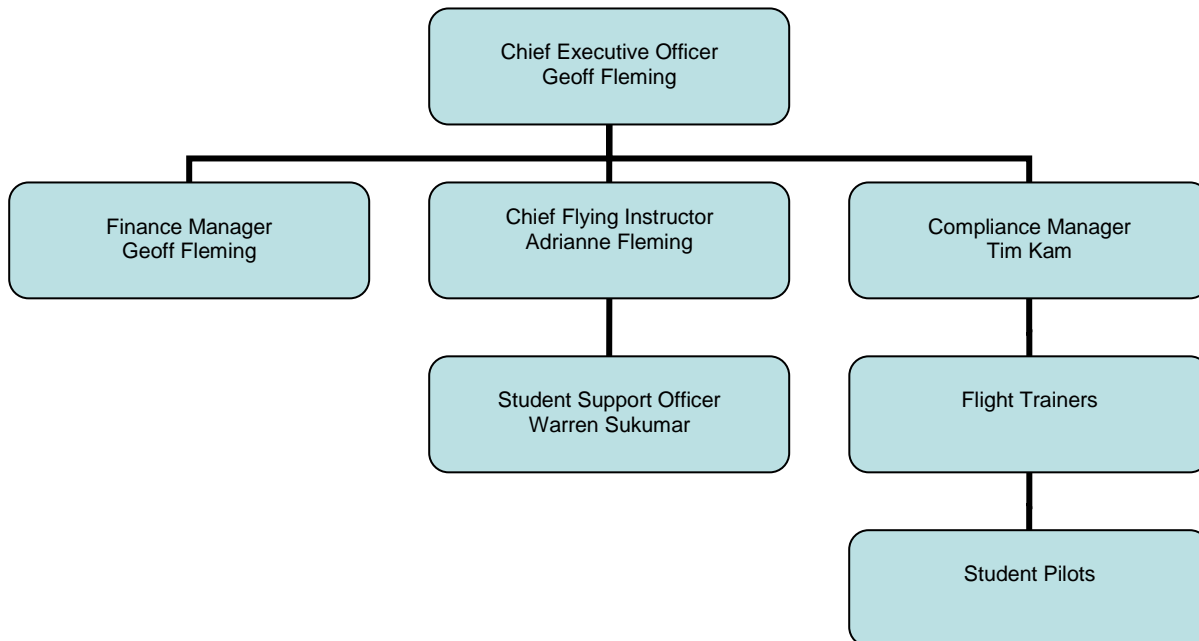 Chief Executive Officer
Geoff Fleming
Finance Manager
Geoff Fleming
Chief Flying Instructor
Adrianne Fleming
Compliance Manager
Tim Kam
Student Support Officer
Warren Sukumar
Flight Trainers
Student Pilots